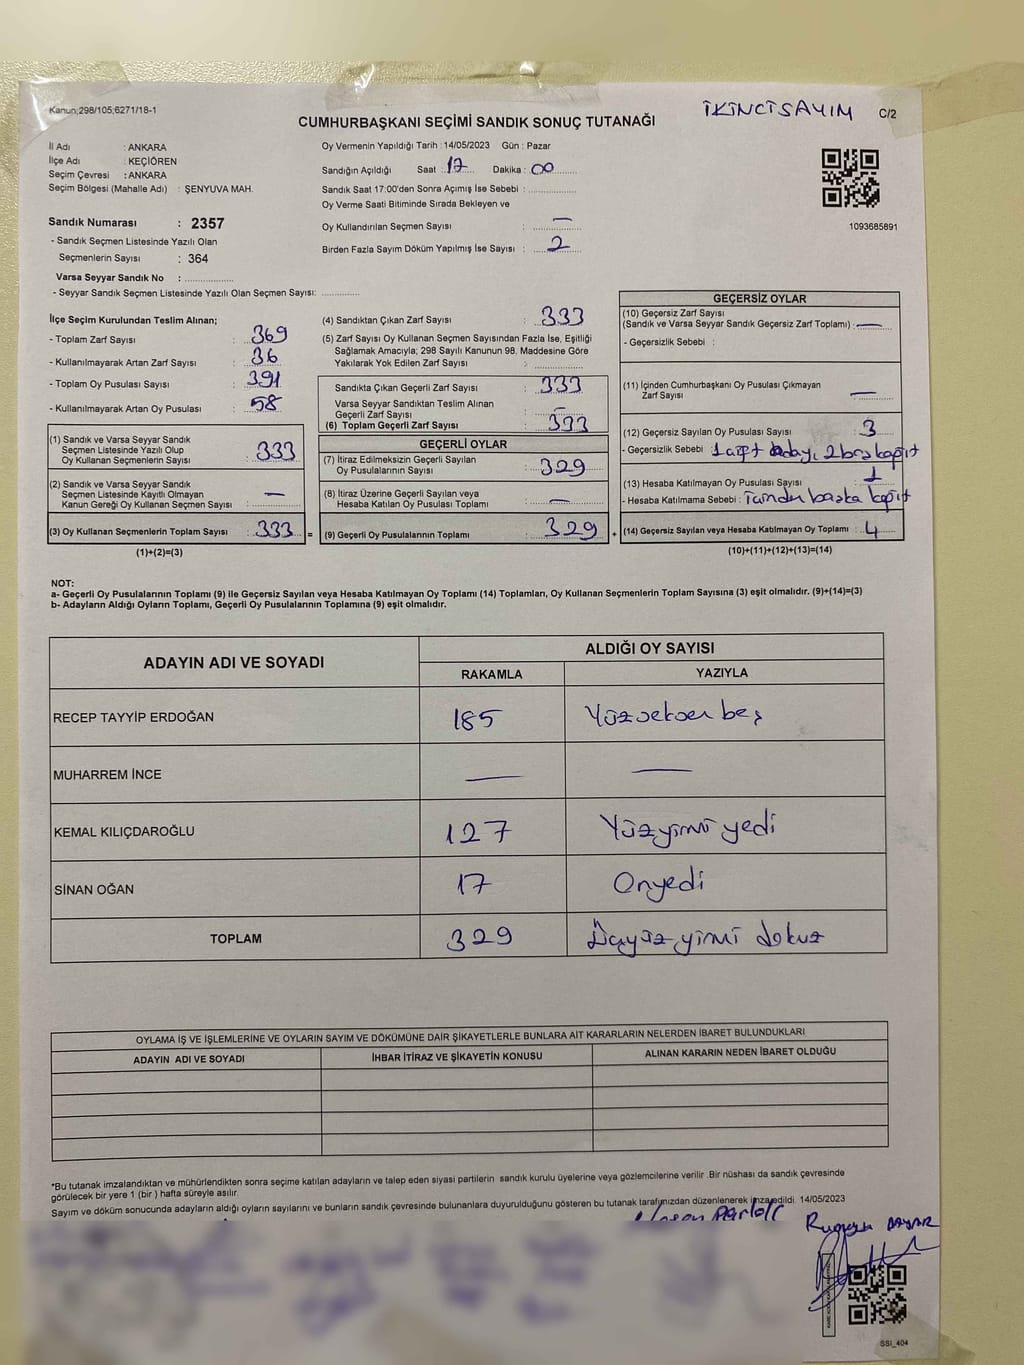 Kanun;298/105;6271/18-1
İKİNCİ SAYIM
C/2
CUMHURBAŞKANI SEÇİMİ SANDIK SONUÇ TUTANAĞI
İl Adı : ANKARA
İlçe Adı : KEÇİÖREN
Seçim Çevresi : ANKARA
Seçim Bölgesi (Mahalle Adı) : ŞENYUVA MAH.
Sandık Numarası : 2357
- Sandık Seçmen Listesinde Yazılı Olan
Seçmenlerin Sayısı : 364
Varsa Seyyar Sandık No :
- Seyyar Sandık Seçmen Listesinde Yazılı Olan Seçmen Sayısı:
Oy Vermenin Yapıldığı Tarih : 14/05/2023 Gün : Pazar
Sandığın Açıldığı Saat : 17 Dakika : 00
Sandık Saat 17:00'den Sonra Açılmış İse Sebebi :
Oy Verme Saati Bitiminde Sırada Bekleyen ve
Oy Kullandırılan Seçmen Sayısı : —
Birden Fazla Sayım Döküm Yapılmış İse Sayısı : 2
1093685891
İlçe Seçim Kurulundan Teslim Alınan;
- Toplam Zarf Sayısı : 369
- Kullanılmayarak Artan Zarf Sayısı : 36
- Toplam Oy Pusulası Sayısı : 391
- Kullanılmayarak Artan Oy Pusulası : 58
(1) Sandık ve Varsa Seyyar Sandık
Seçmen Listesinde Yazılı Olup
Oy Kullanan Seçmenlerin Sayısı : 333
(2) Sandık ve Varsa Seyyar Sandık
Seçmen Listesinde Kayıtlı Olmayan
Kanun Gereği Oy Kullanan Seçmen Sayısı : —
(3) Oy Kullanan Seçmenlerin Toplam Sayısı : 333
(1)+(2)=(3)
(4) Sandıktan Çıkan Zarf Sayısı : 333
(5) Zarf Sayısı Oy Kullanan Seçmen Sayısından Fazla İse, Eşitliği
Sağlamak Amacıyla; 298 Sayılı Kanunun 98. Maddesine Göre
Yakılarak Yok Edilen Zarf Sayısı :
Sandıkta Çıkan Geçerli Zarf Sayısı : 333
Varsa Seyyar Sandıktan Teslim Alınan
Geçerli Zarf Sayısı : —
(6) Toplam Geçerli Zarf Sayısı : 333
GEÇERLİ OYLAR
(7) İtiraz Edilmeksizin Geçerli Sayılan
Oy Pusulalarının Sayısı : 329
(8) İtiraz Üzerine Geçerli Sayılan veya
Hesaba Katılan Oy Pusulası Toplamı : —
= (9) Geçerli Oy Pusulalarının Toplamı : 329
GEÇERSİZ OYLAR
(10) Geçersiz Zarf Sayısı
(Sandık ve Varsa Seyyar Sandık Geçersiz Zarf Toplamı) : —
- Geçersizlik Sebebi :
(11) İçinden Cumhurbaşkanı Oy Pusulası Çıkmayan
Zarf Sayısı : —
(12) Geçersiz Sayılan Oy Pusulası Sayısı : 3
- Geçersizlik Sebebi : 2 boş kağıt
(13) Hesaba Katılmayan Oy Pusulası Sayısı : 1
- Hesaba Katılmama Sebebi : İçinden başka kağıt
+ (14) Geçersiz Sayılan veya Hesaba Katılmayan Oy Toplamı : 4
(10)+(11)+(12)+(13)=(14)
NOT:
a- Geçerli Oy Pusulalarının Toplamı (9) ile Geçersiz Sayılan veya Hesaba Katılmayan Oy Toplamı (14) Toplamları, Oy Kullanan Seçmenlerin Toplam Sayısına (3) eşit olmalıdır. (9)+(14)=(3)
b- Adayların Aldığı Oyların Toplamı, Geçerli Oy Pusulalarının Toplamına (9) eşit olmalıdır.
ADAYIN ADI VE SOYADI
ALDIĞI OY SAYISI
RAKAMLA YAZIYLA
RECEP TAYYİP ERDOĞAN 185 Yüzseksen beş
MUHARREM İNCE — —
KEMAL KILIÇDAROĞLU 127 Yüzyirmi yedi
SİNAN OĞAN 17 Onyedi
TOPLAM 329 Üçyüz yirmi dokuz
OYLAMA İŞ VE İŞLEMLERİNE VE OYLARIN SAYIM VE DÖKÜMÜNE DAİR ŞİKAYETLERLE BUNLARA AİT KARARLARIN NELERDEN İBARET BULUNDUKLARI
ADAYIN ADI VE SOYADI İHBAR İTİRAZ VE ŞİKAYETİN KONUSU ALINAN KARARIN NEDEN İBARET OLDUĞU
*Bu tutanak imzalandıktan ve mühürlendikten sonra seçime katılan adayların ve talep eden siyasi partilerin sandık kurulu üyelerine veya gözlemcilerine verilir .Bir nüshası da sandık çevresinde
görülecek bir yere 1 (bir ) hafta süreyle asılır.
Sayım ve döküm sonucunda adayların aldığı oyların sayılarını ve bunların sandık çevresinde bulunanlara duyurulduğunu gösteren bu tutanak tarafımızdan düzenlenerek imza edildi. 14/05/2023
SSİ_404